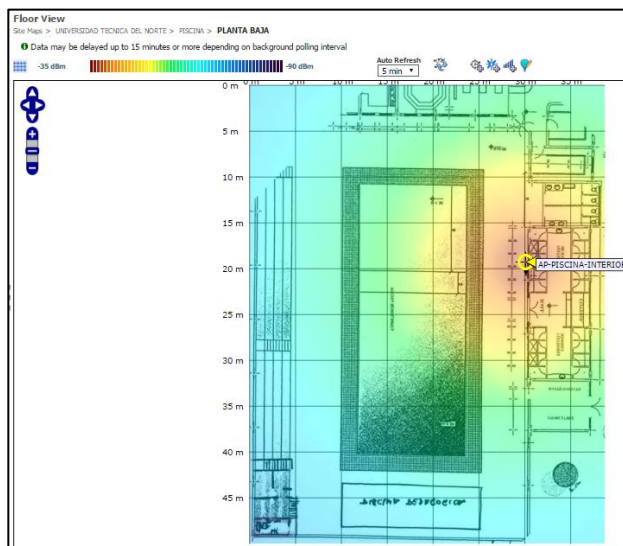 Floor View
Site Maps > UNIVERSIDAD TECNICA DEL NORTE > PISCINA > PLANTA BAJA
Data may be delayed up to 15 minutes or more depending on background polling interval
-35 dBm
-90 dBm
Auto Refresh
5 min
0 m
5 m
10 m
15 m
20 m
25 m
30 m
35 m
0 m
5 m
10 m
15 m
20 m
AP-PISCINA-INTERIOR
25 m
30 m
35 m
40 m
45 m